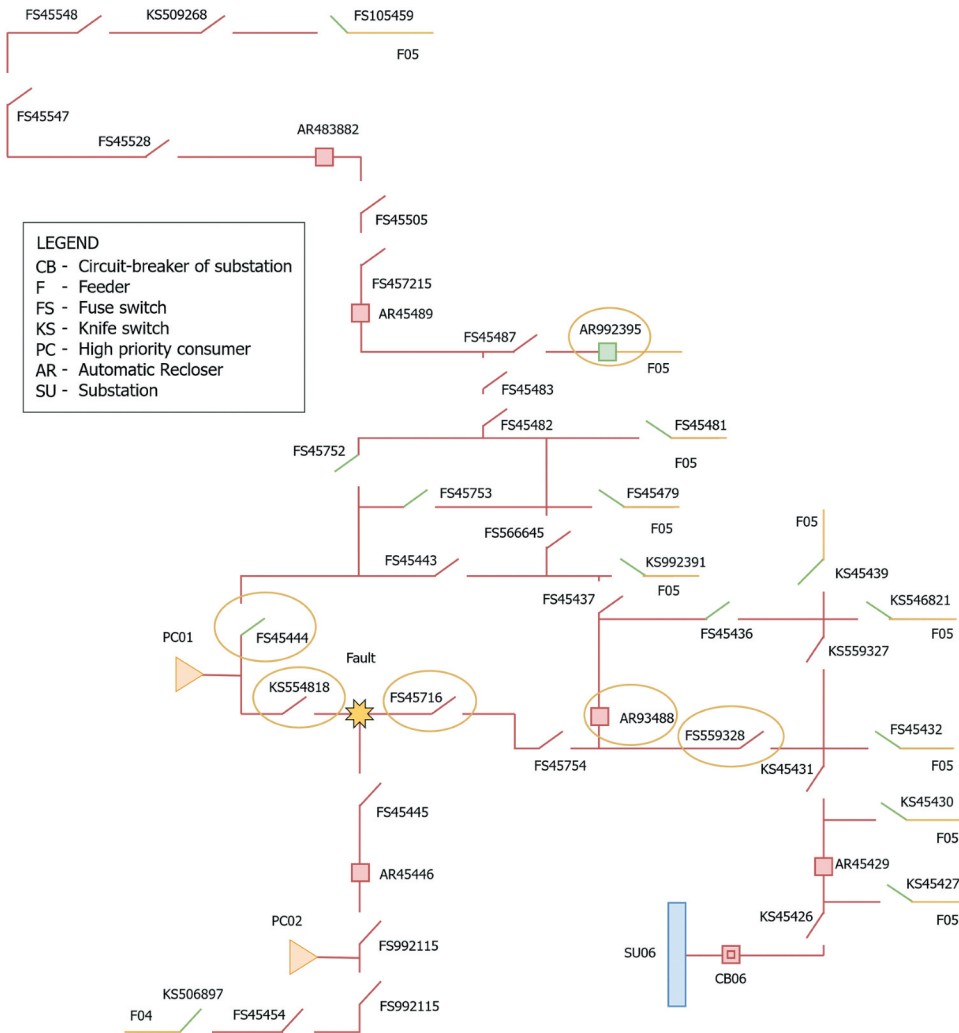 FS45548
KS509268
FS105459
F05
FS45547
FS45528
AR483882
FS45505
LEGEND
CB - Circuit-breaker of substation
F - Feeder
FS - Fuse switch
KS - Knife switch
PC - High priority consumer
AR - Automatic Recloser
SU - Substation
FS457215
AR45489
FS45487
AR992395
F05
FS45483
FS45482
FS45481
F05
FS45752
FS45753
FS45479
F05
FS566645
F05
FS45443
KS992391
F05
KS45439
FS45437
KS546821
F05
FS45436
KS559327
PC01
FS45444
Fault
KS554818
FS45716
AR93488
FS559328
FS45432
F05
FS45754
KS45431
FS45445
KS45430
F05
AR45446
AR45429
KS45427
F05
KS45426
PC02
FS992115
SU06
CB06
KS506897
FS992115
F04
FS45454